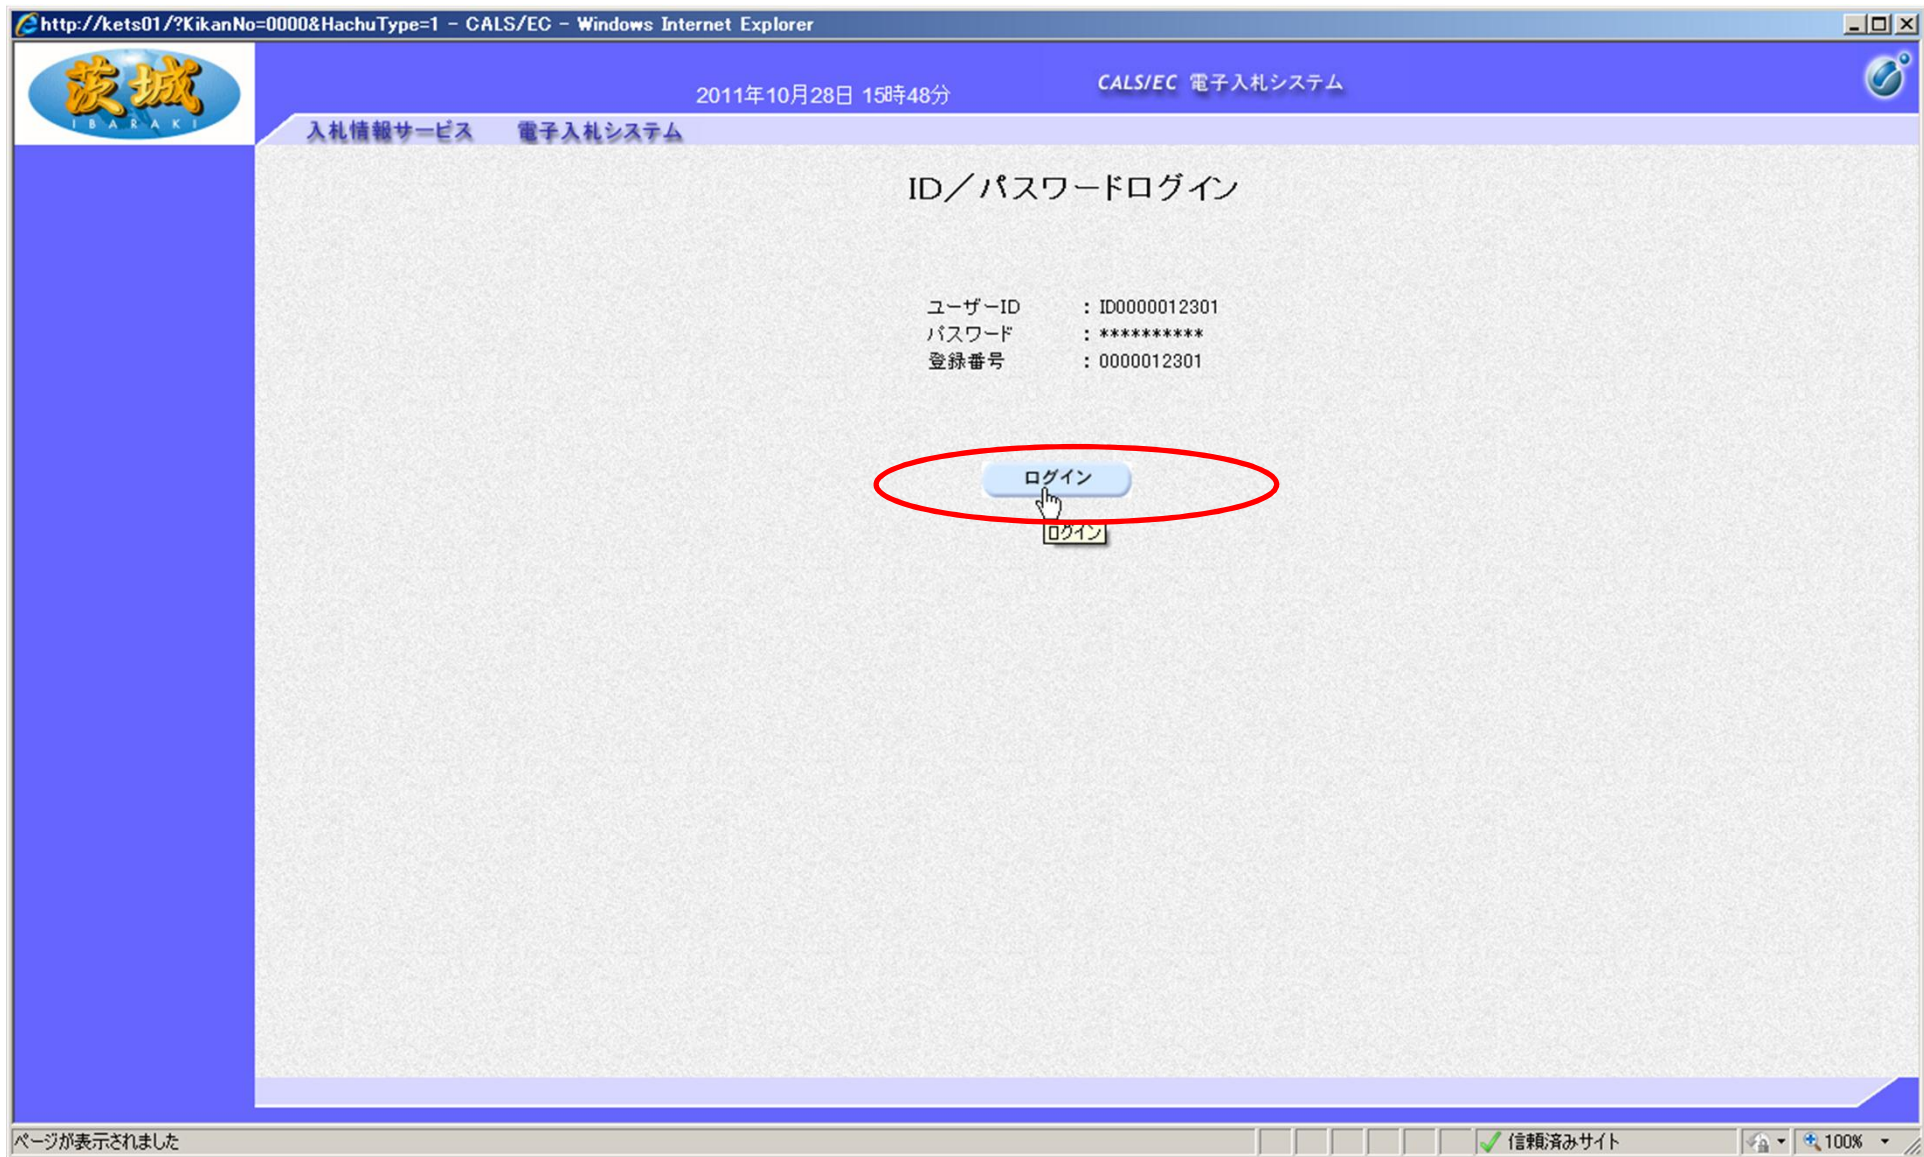 http://kets01/?KikanNo=0000&HachuType=1 - CALS/EC - Windows Internet Explorer
茨城
IBARAKI
2011年10月28日 15時48分
CALS/EC 電子入札システム
入札情報サービス 電子入札システム
ID／パスワードログイン
ユーザーID : ID0000012301
パスワード : **********
登録番号 : 0000012301
ログイン
ログイン
ページが表示されました
信頼済みサイト
100%